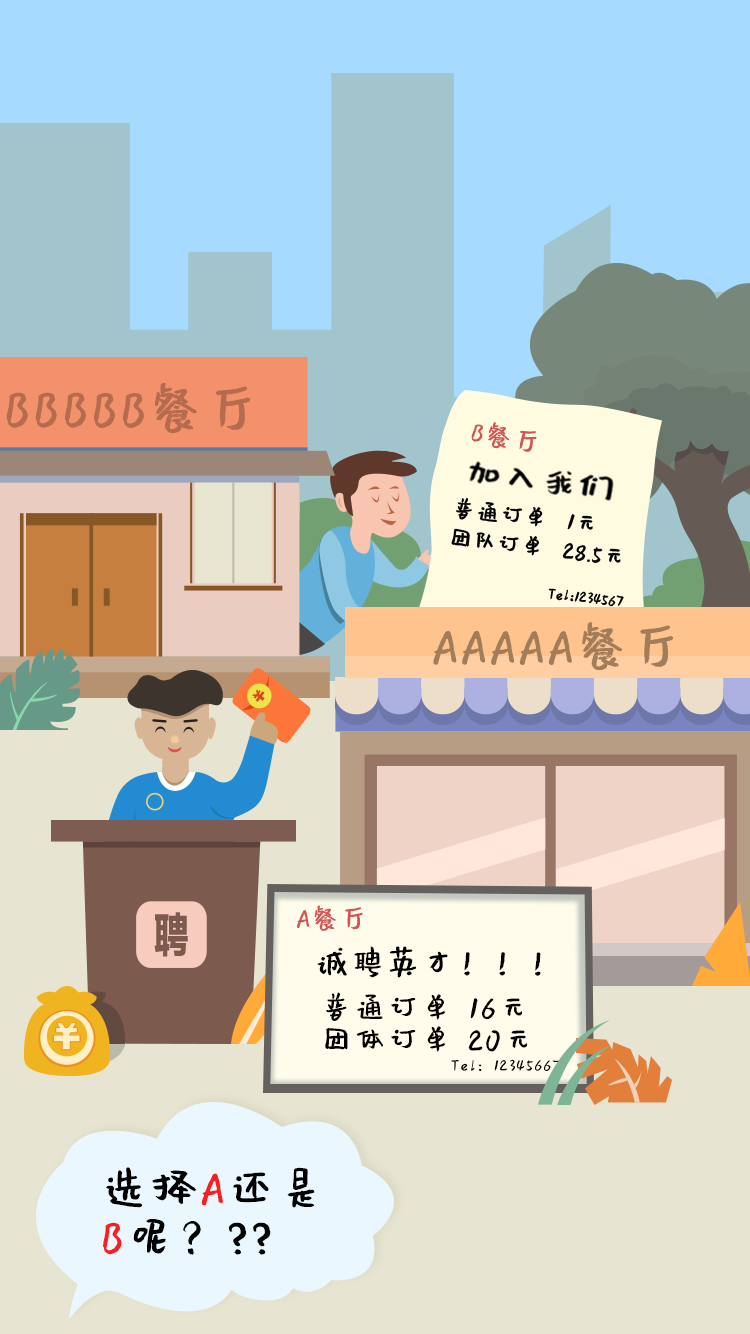 BBBBB餐厅
B餐厅
加入我们
普通订单 1元
团队订单 28.5元
Tel:1234567
AAAAA餐厅
聘
A餐厅
诚聘英才！！！
普通订单 16元
团体订单 20元
Tel: 12345667
选择A还是
B呢？??